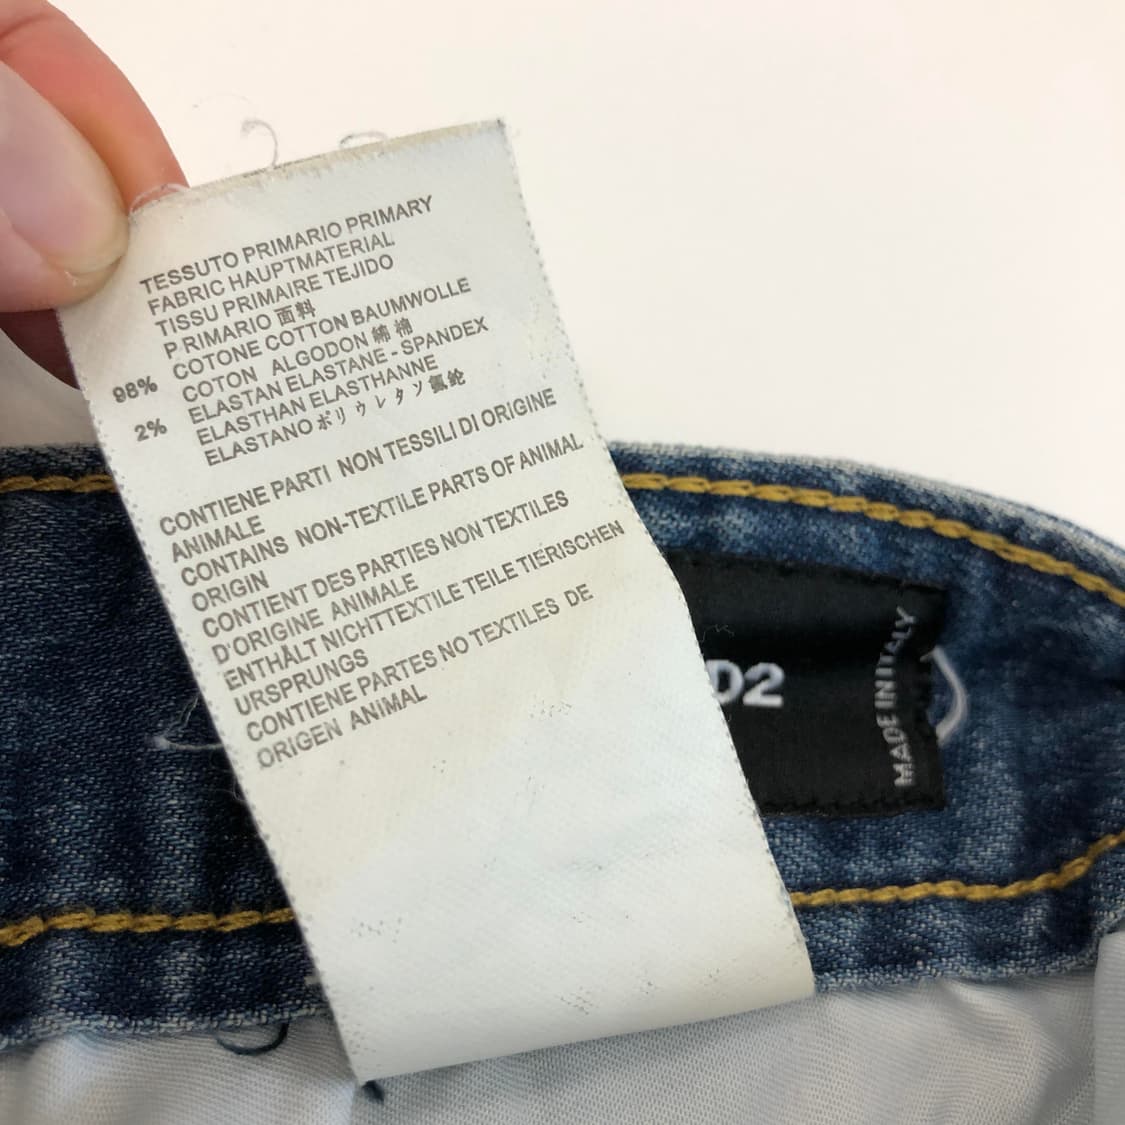 TESSUTO PRIMARIO PRIMARY
FABRIC HAUPTMATERIAL
TISSU PRIMAIRE TEJIDO
PRIMARIO 面料
98% COTONE COTTON BAUMWOLLE
COTON ALGODON 綿 棉
2% ELASTAN ELASTANE - SPANDEX
ELASTHAN ELASTHANNE
ELASTANO ポリウレタン氨纶
CONTIENE PARTI NON TESSILI DI ORIGINE
ANIMALE
CONTAINS NON-TEXTILE PARTS OF ANIMAL
ORIGIN
CONTIENT DES PARTIES NON TEXTILES
D'ORIGINE ANIMALE
ENTHÄLT NICHTTEXTILE TEILE TIERISCHEN
URSPRUNGS
CONTIENE PARTES NO TEXTILES DE
ORIGEN ANIMAL
D2
MADE IN ITALY